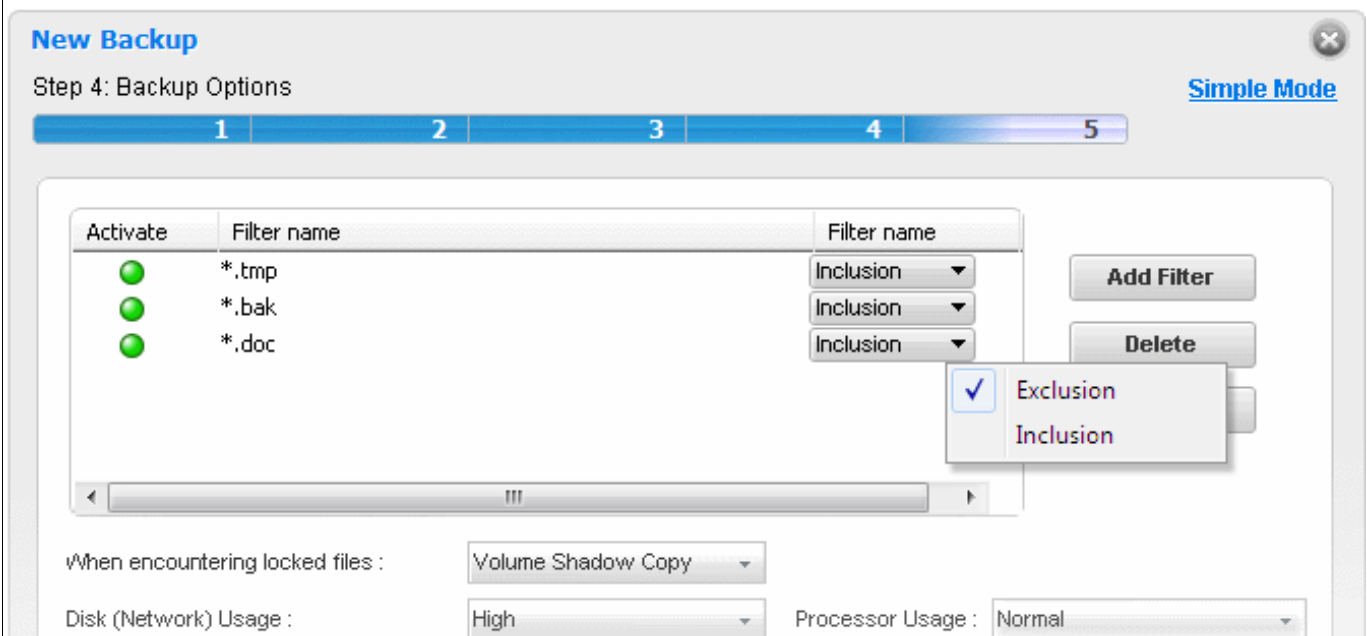 New Backup
Step 4: Backup Options
Simple Mode
1 2 3 4 5
Activate Filter name Filter name
*.tmp Inclusion Add Filter
*.bak Inclusion
*.doc Inclusion Delete
Exclusion
Inclusion
When encountering locked files : Volume Shadow Copy
Disk (Network) Usage : High Processor Usage : Normal